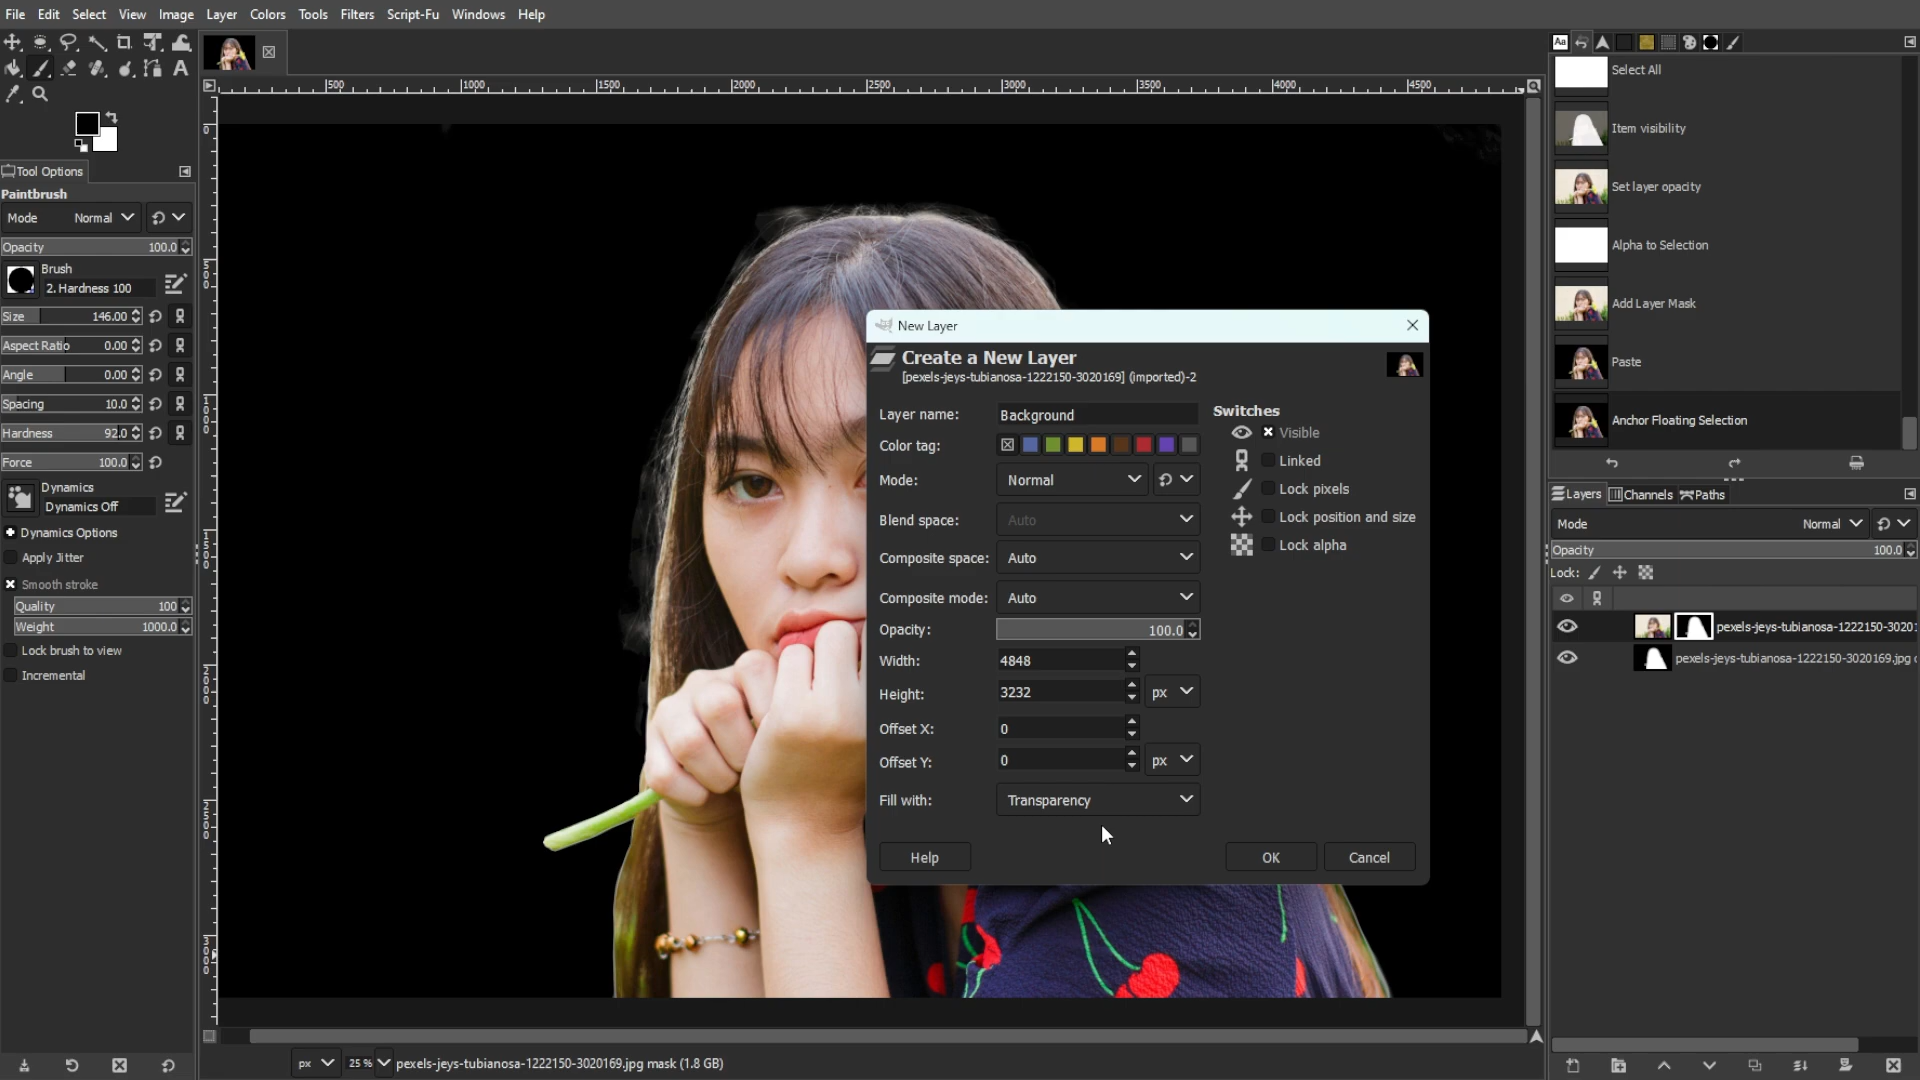 File Edit Select View Image Layer Colors Tools Filters Script-Fu Windows Help
Tool Options
Paintbrush
Mode Normal
Opacity 100.0
Brush
2. Hardness 100
Size 146.00
Aspect Ratio 0.00
Angle 0.00
Spacing 10.0
Hardness 92.0
Force 100.0
Dynamics
Dynamics Off
Dynamics Options
Apply Jitter
Smooth stroke
Quality 100
Weight 1000.0
Lock brush to view
Incremental
500 1000 1500 2000 2500 3000 3500 4000 4500
0
500
1000
1500
2000
2500
3000
New Layer
Create a New Layer
[pexels-jeys-tubianosa-1222150-3020169] (imported)-2
Layer name: Background
Color tag:
Mode: Normal
Blend space: Auto
Composite space: Auto
Composite mode: Auto
Opacity: 100.0
Width: 4848
Height: 3232 px
Offset X: 0
Offset Y: 0 px
Fill with: Transparency
Switches
Visible
Linked
Lock pixels
Lock position and size
Lock alpha
Help OK Cancel
px 25 % pexels-jeys-tubianosa-1222150-3020169.jpg mask (1.8 GB)
Aa
Select All
Item visibility
Set layer opacity
Alpha to Selection
Add Layer Mask
Paste
Anchor Floating Selection
Layers Channels Paths
Mode Normal
Opacity 100.0
Lock:
pexels-jeys-tubianosa-1222150-3020
pexels-jeys-tubianosa-1222150-3020169.jpg